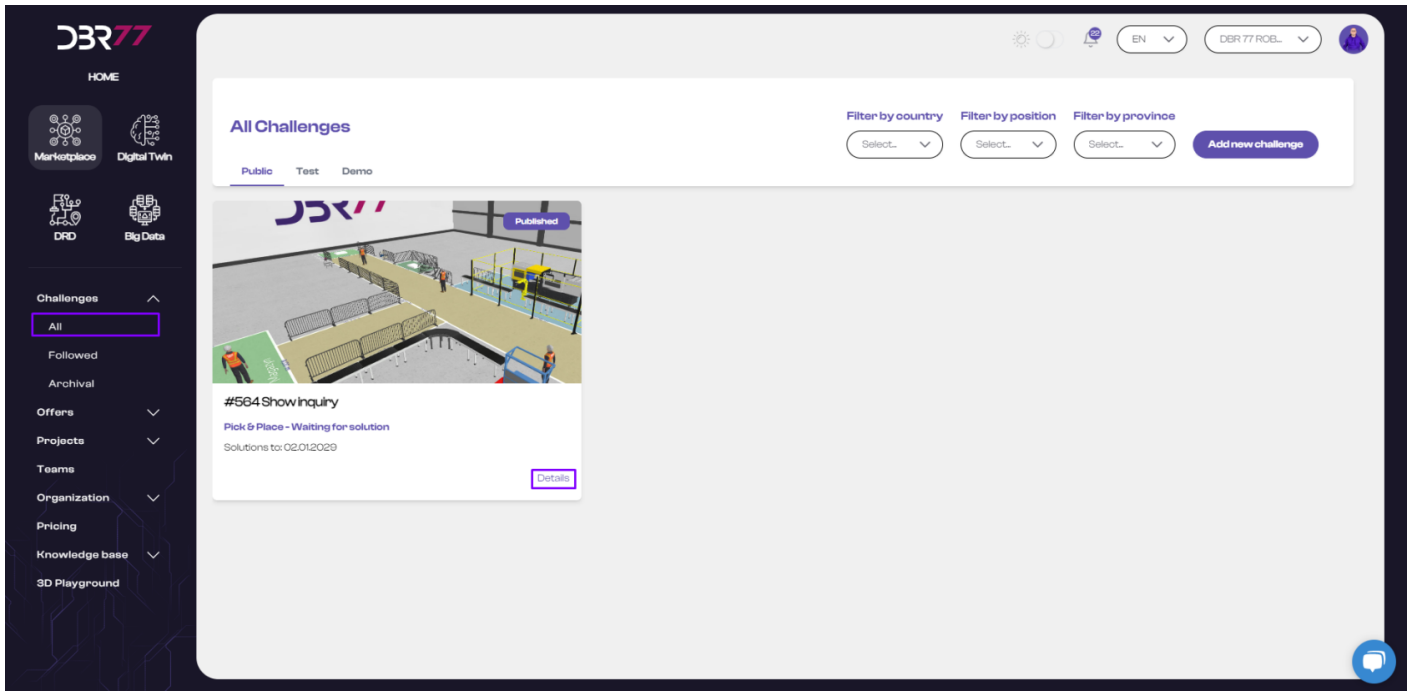 DBR77
HOME
Marketplace
Digital Twin
DRD
Big Data
Challenges
All
Followed
Archival
Offers
Projects
Teams
Organization
Pricing
Knowledge base
3D Playground
22
EN
DBR 77 ROB...
All Challenges
Filter by country
Filter by position
Filter by province
Select...
Select...
Select...
Add new challenge
Public
Test
Demo
DBR77
Published
Magazyn
#564 Show inquiry
Pick & Place - Waiting for solution
Solutions to: 02.01.2029
Details